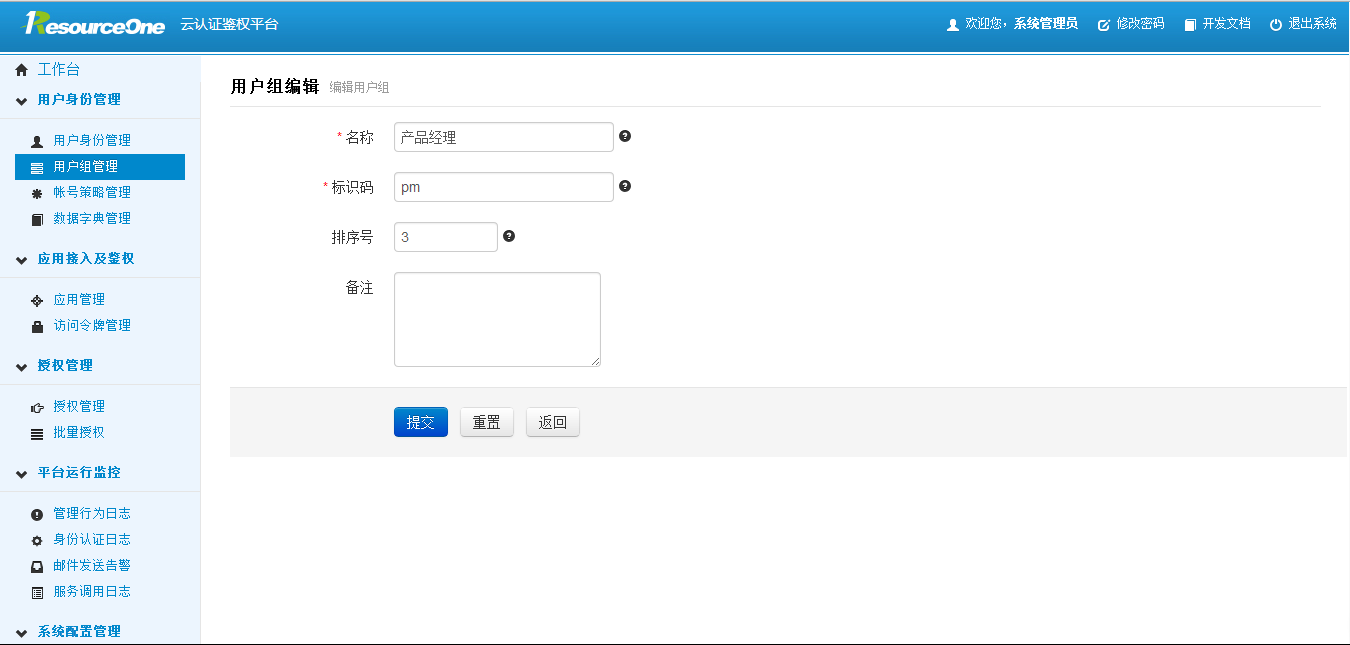 ResourceOne 云认证鉴权平台 欢迎您，系统管理员 修改密码 开发文档 退出系统
工作台
用户身份管理
用户身份管理
用户组管理
帐号策略管理
数据字典管理
应用接入及鉴权
应用管理
访问令牌管理
授权管理
授权管理
批量授权
平台运行监控
管理行为日志
身份认证日志
邮件发送告警
服务调用日志
系统配置管理
用户组编辑 编辑用户组
* 名称 产品经理
* 标识码 pm
排序号 3
备注
提交 重置 返回